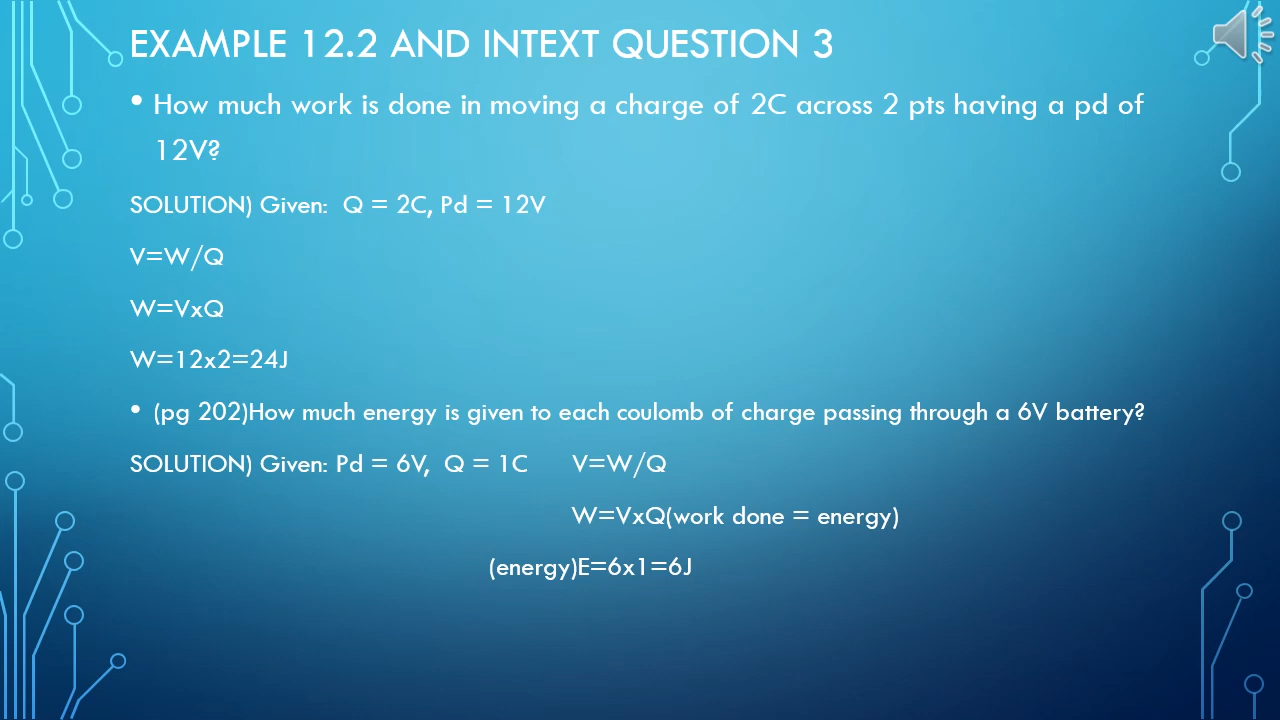 EXAMPLE 12.2 AND INTEXT QUESTION 3
• How much work is done in moving a charge of 2C across 2 pts having a pd of
12V?
SOLUTION) Given: Q = 2C, Pd = 12V
V=W/Q
W=VxQ
W=12x2=24J
• (pg 202)How much energy is given to each coulomb of charge passing through a 6V battery?
SOLUTION) Given: Pd = 6V, Q = 1C V=W/Q
W=VxQ(work done = energy)
(energy)E=6x1=6J